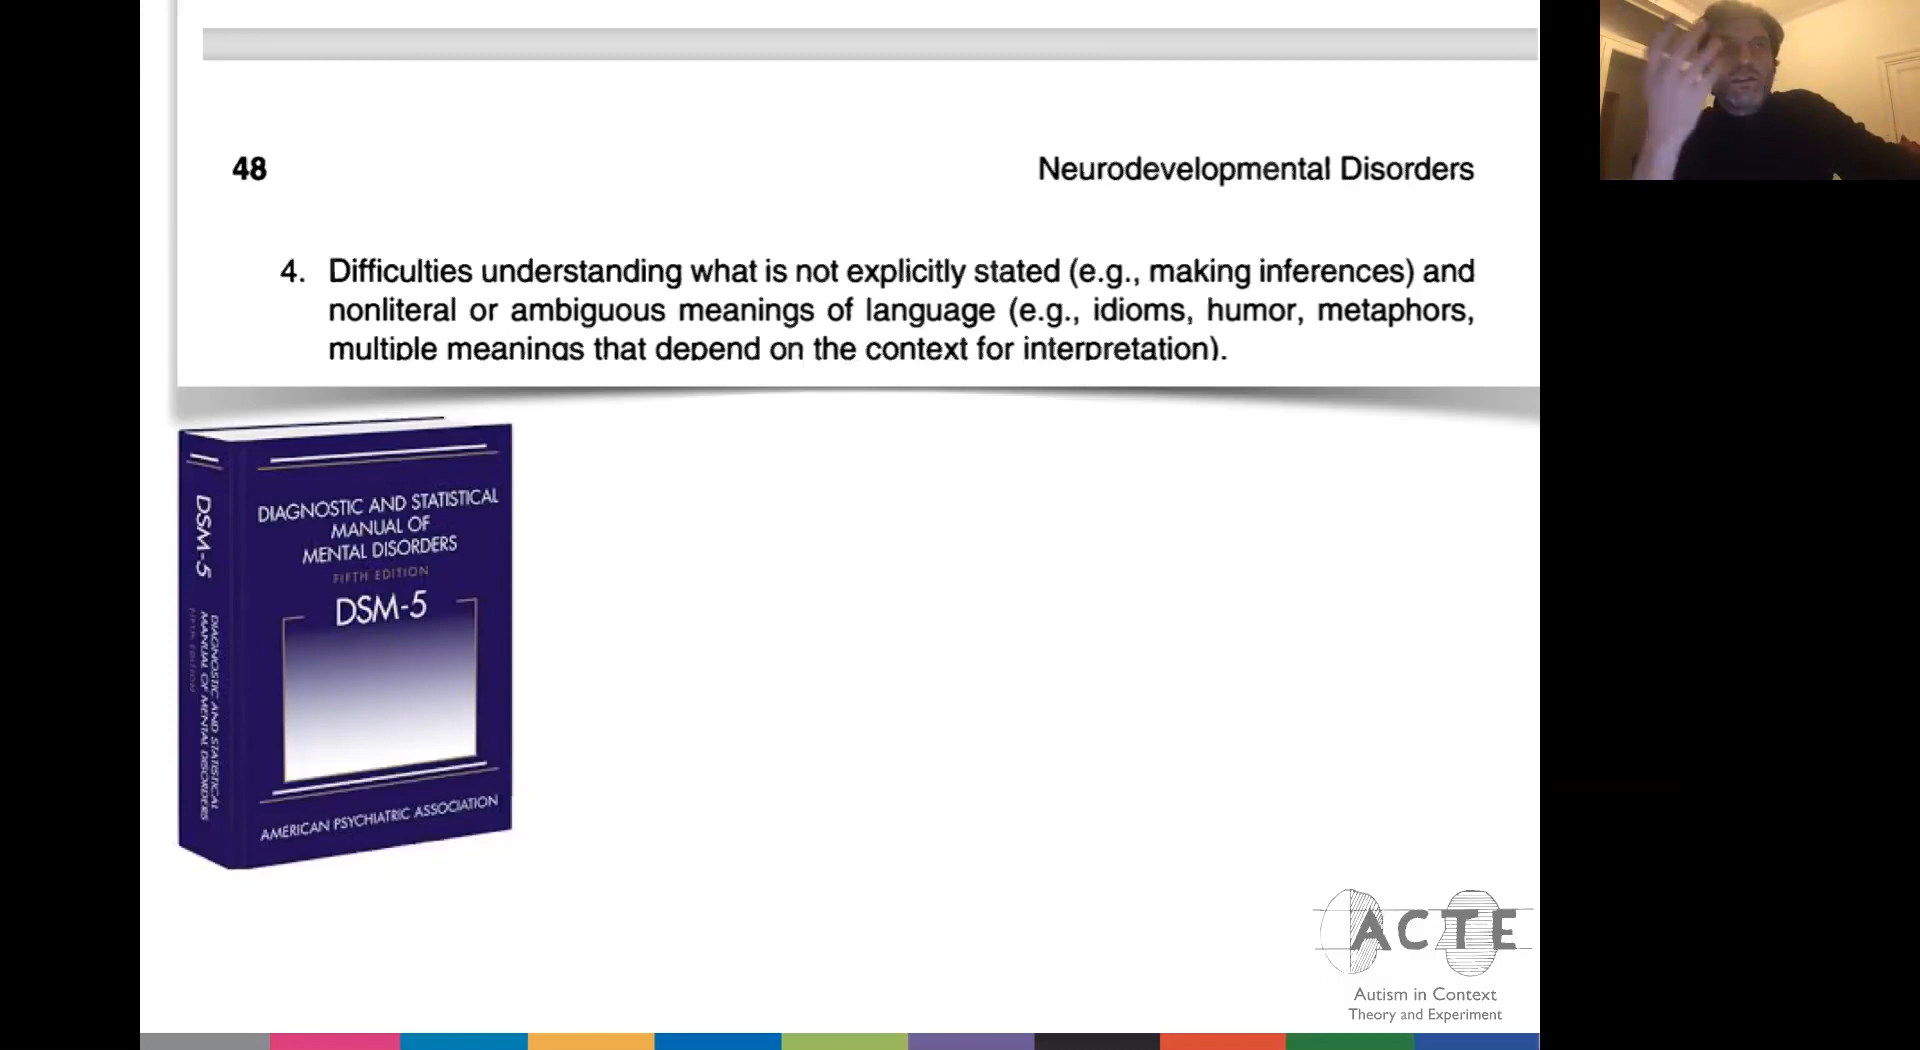 48
Neurodevelopmental Disorders
4. Difficulties understanding what is not explicitly stated (e.g., making inferences) and
nonliteral or ambiguous meanings of language (e.g., idioms, humor, metaphors,
multiple meanings that depend on the context for interpretation).
DSM-5
DIAGNOSTIC AND STATISTICAL
MANUAL OF MENTAL DISORDERS
FIFTH EDITION
DIAGNOSTIC AND STATISTICAL
MANUAL OF
MENTAL DISORDERS
FIFTH EDITION
DSM-5
AMERICAN PSYCHIATRIC ASSOCIATION
ACTE
Autism in Context
Theory and Experiment